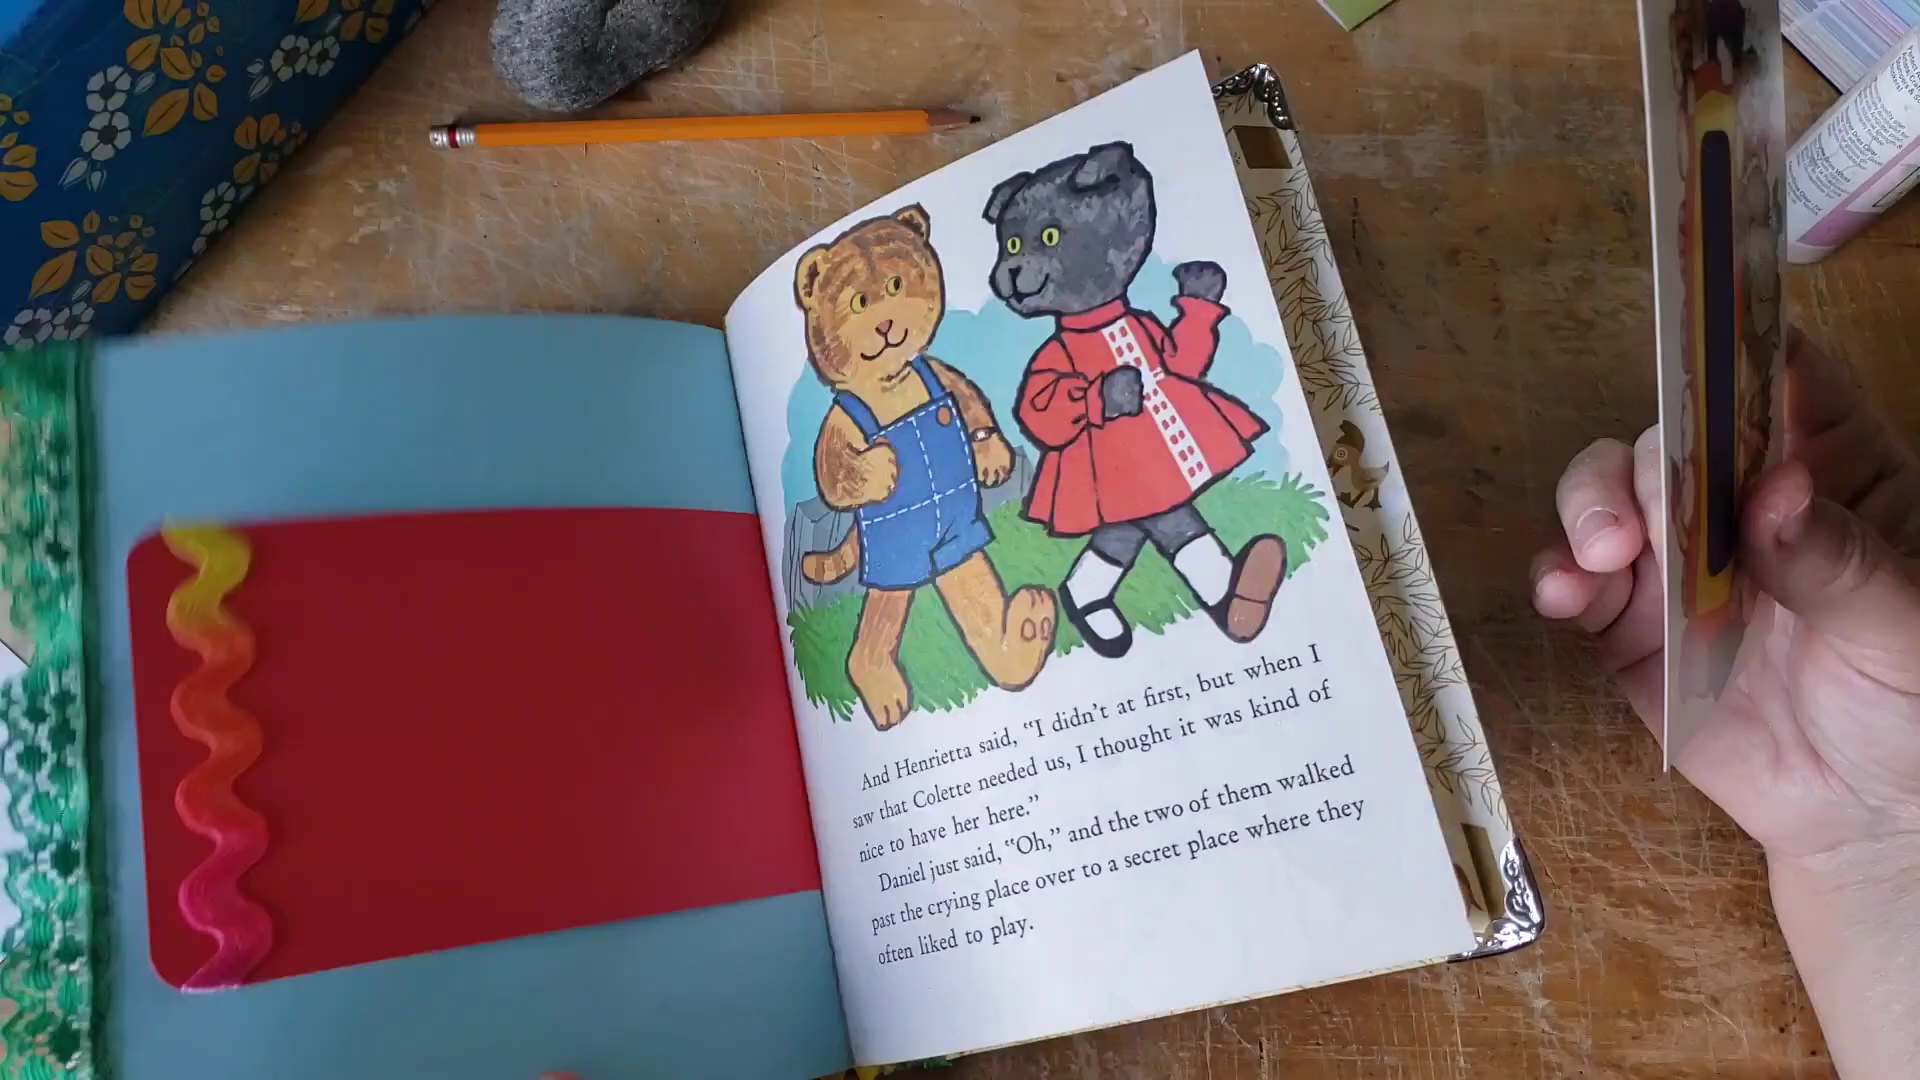 And Henrietta said, “I didn’t at first, but when I
saw that Colette needed us, I thought it was kind of
nice to have her here.”
Daniel just said, “Oh,” and the two of them walked
past the crying place over to a secret place where they
often liked to play.